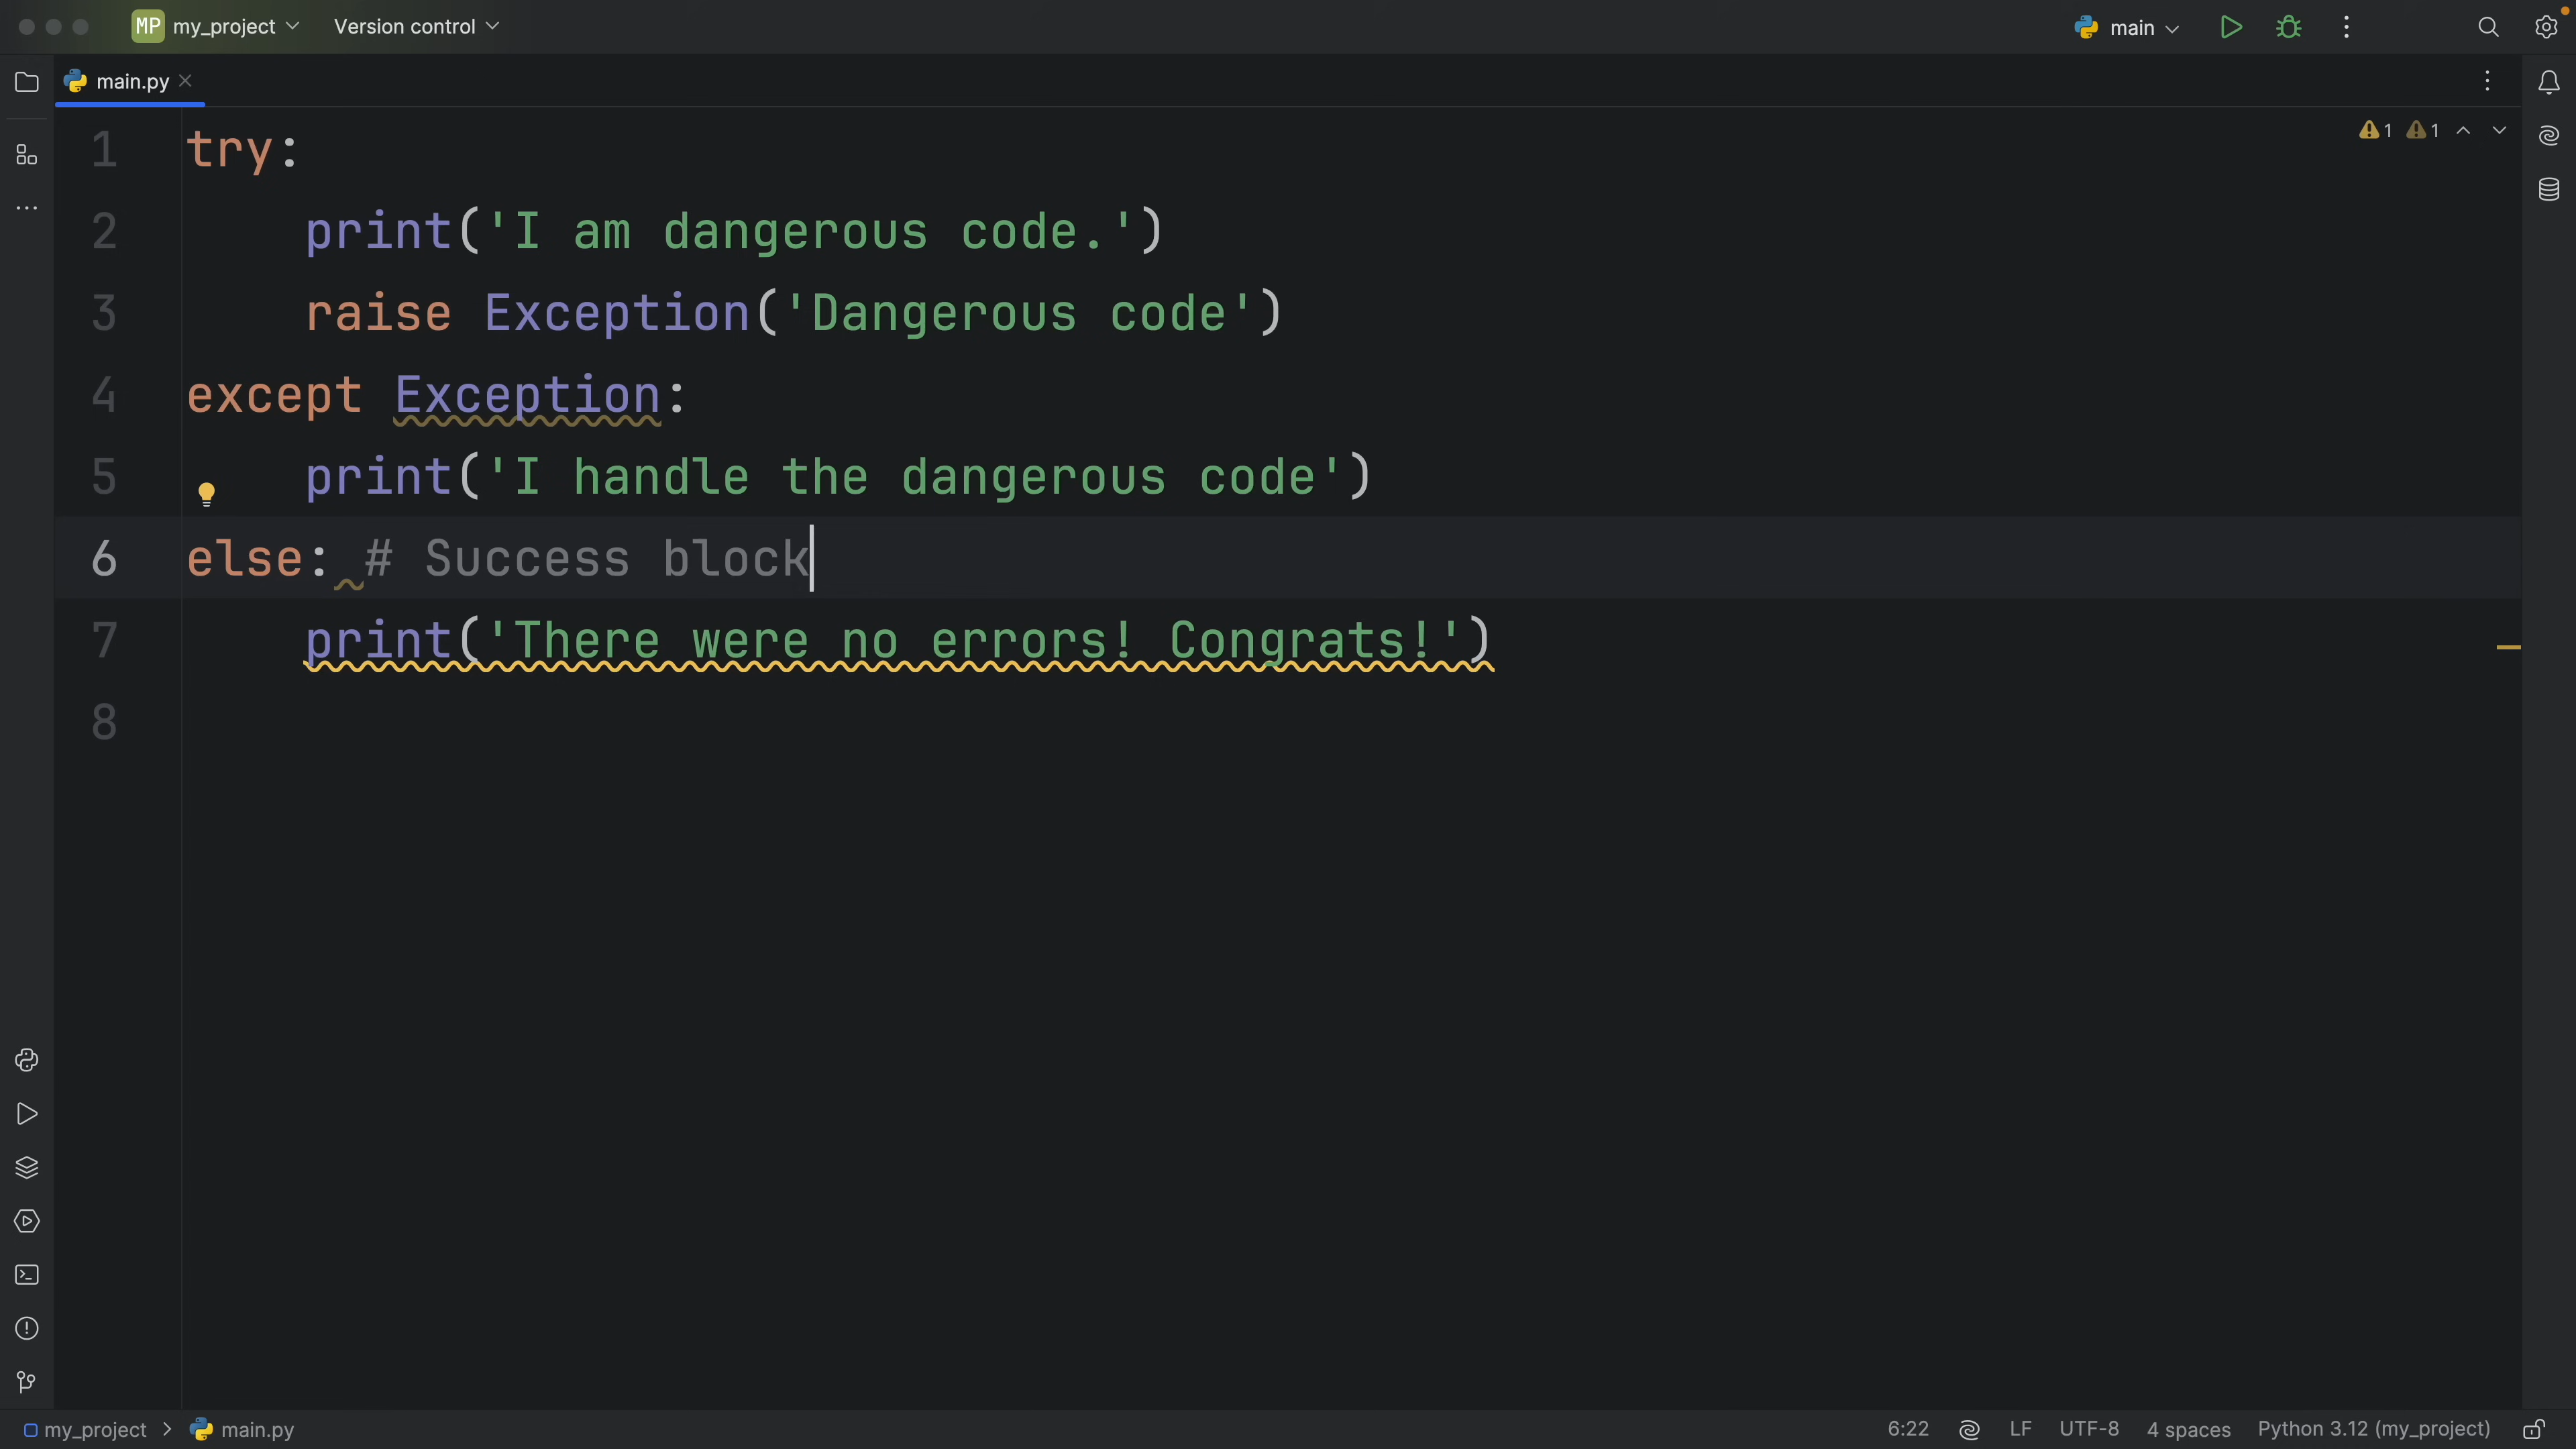 MP my_project Version control main
main.py
1 try:
1 1
2 print('I am dangerous code.')
3 raise Exception('Dangerous code')
4 except Exception:
5 print('I handle the dangerous code')
6 else: # Success block
7 print('There were no errors! Congrats!')
8
my_project main.py 6:22 LF UTF-8 4 spaces Python 3.12 (my_project)